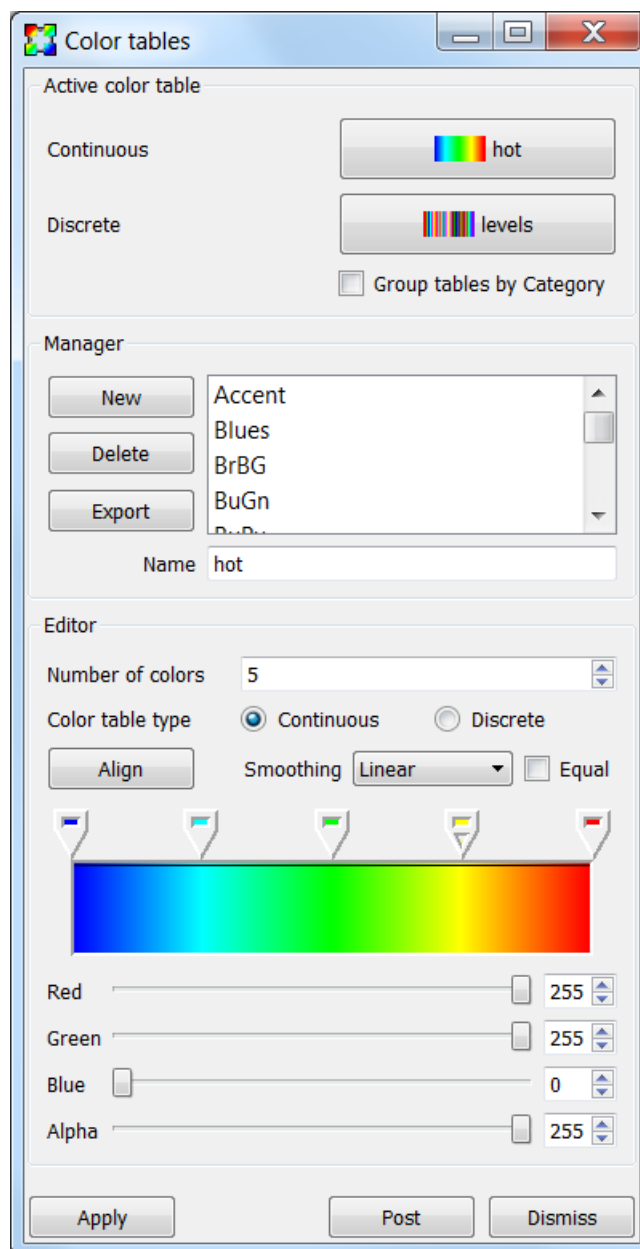 Color tables
Active color table
Continuous hot
Discrete levels
Group tables by Category
Manager
New
Delete
Export
Accent
Blues
BrBG
BuGn
Name hot
Editor
Number of colors 5
Color table type Continuous Discrete
Align Smoothing Linear Equal
Red 255
Green 255
Blue 0
Alpha 255
Apply Post Dismiss